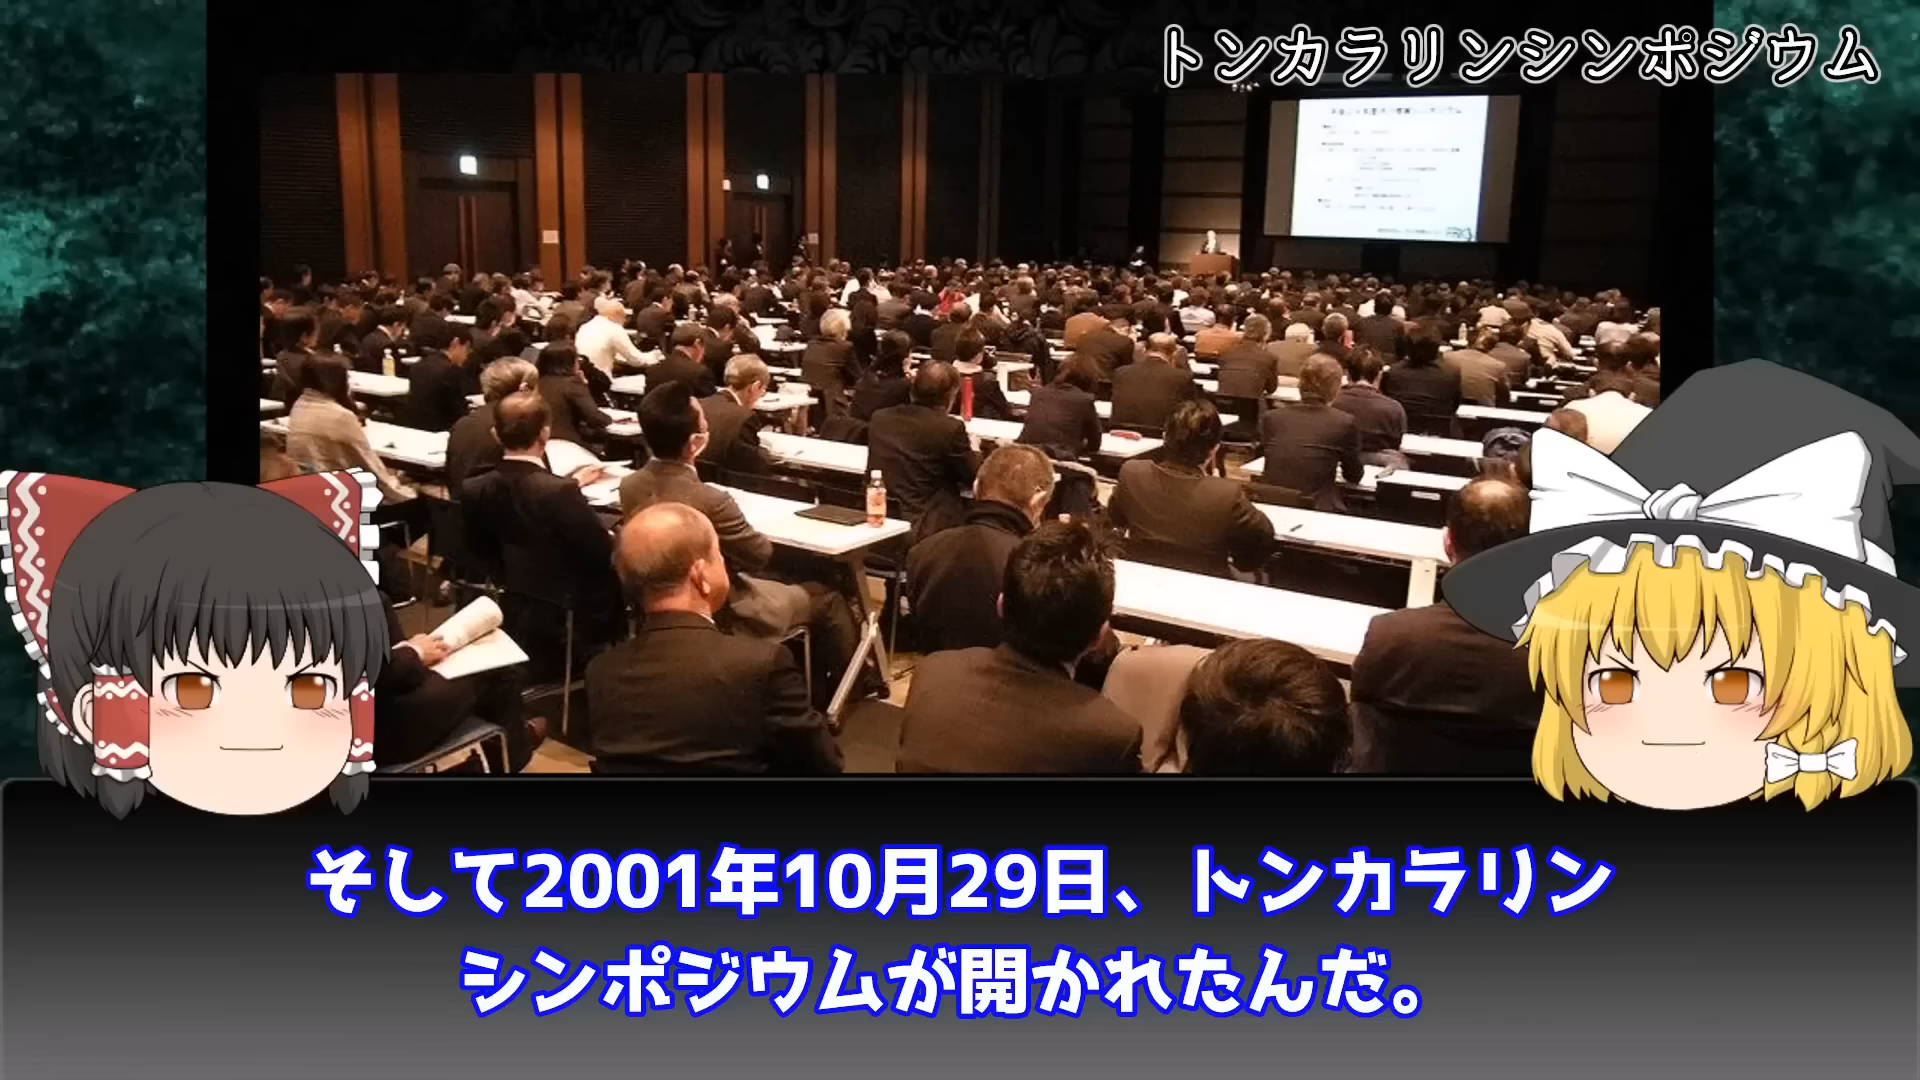 トンカラリンシンポジウム
そして2001年10月29日、トンカラリン
シンポジウムが開かれたんだ。